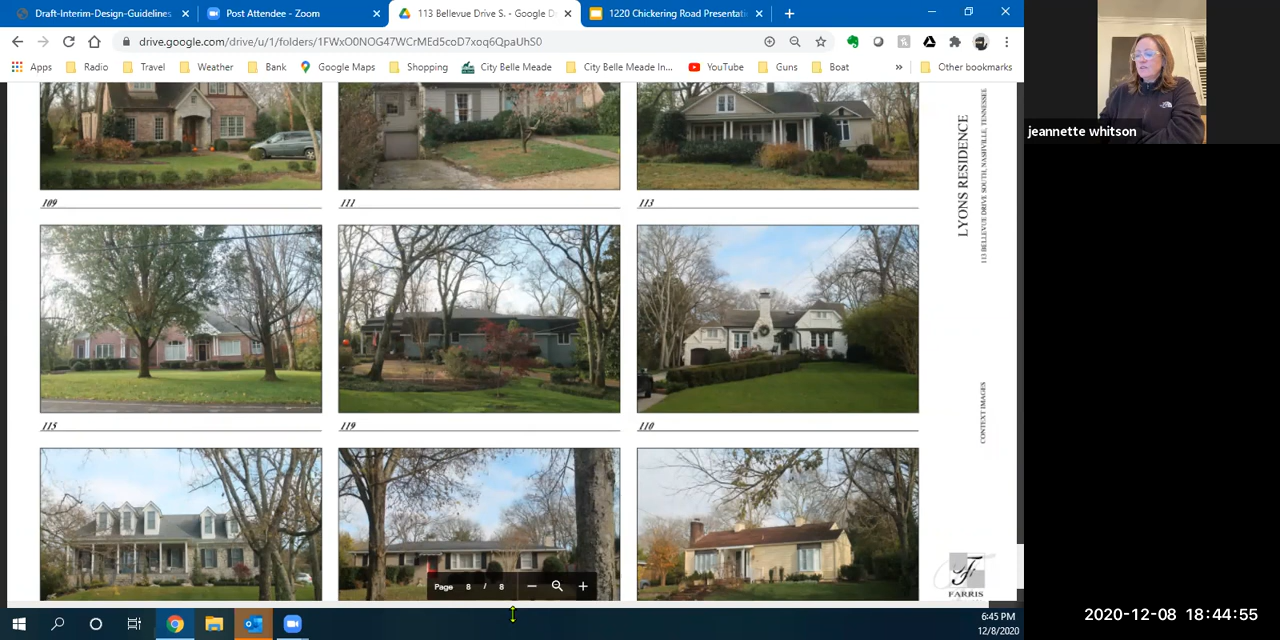 Draft-Interim-Design-Guidelines
Post Attendee - Zoom
113 Bellevue Drive S. - Google D
1220 Chickering Road Presentati
drive.google.com/drive/u/1/folders/1FWxO0NOG47WCrMEd5coD7xoq6QpaUhS0
Apps
Radio
Travel
Weather
Bank
Google Maps
Shopping
City Belle Meade
City Belle Meade In...
YouTube
Guns
Boat
»
Other bookmarks
jeannette whitson
109
111
113
115
119
110
LYONS RESIDENCE
113 BELLEVUE DRIVE SOUTH, NASHVILLE, TENNESSEE
CONTEXT IMAGES
FARRIS
Page 8 / 8
6:45 PM
12/8/2020
2020-12-08 18:44:55